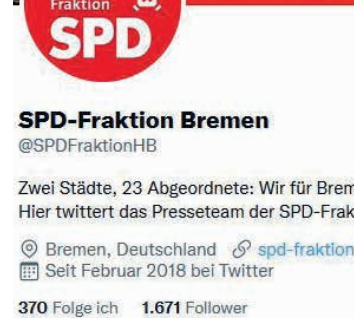 Fraktion
SPD
SPD-Fraktion Bremen
@SPDFraktionHB
Zwei Städte, 23 Abgeordnete: Wir für Brem
Hier twittert das Presseteam der SPD-Frak
Bremen, Deutschland spd-fraktion
Seit Februar 2018 bei Twitter
370 Folge ich 1.671 Follower